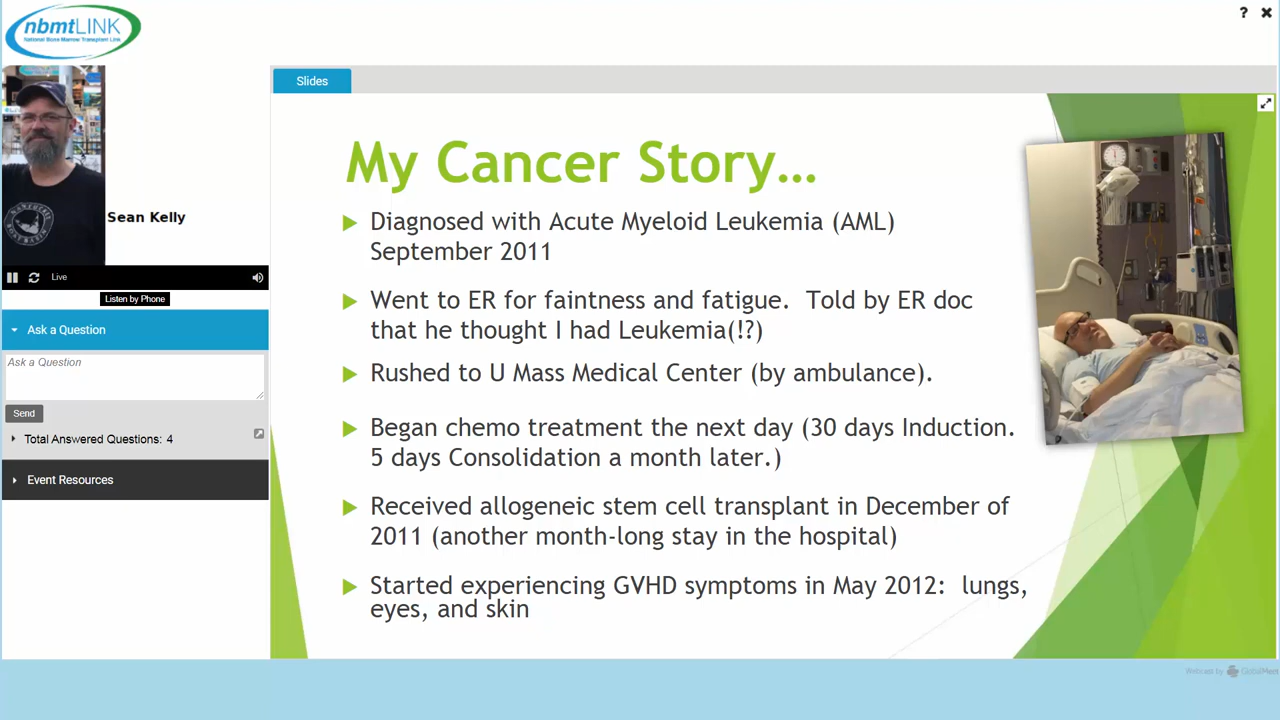 nbmtLINK
National Bone Marrow Transplant Link
? ×
Sean Kelly
Live
Listen by Phone
Ask a Question
Ask a Question
Send
Total Answered Questions: 4
Event Resources
Slides
My Cancer Story...
Diagnosed with Acute Myeloid Leukemia (AML)
September 2011
Went to ER for faintness and fatigue.  Told by ER doc
that he thought I had Leukemia(!?)
Rushed to U Mass Medical Center (by ambulance).
Began chemo treatment the next day (30 days Induction.
5 days Consolidation a month later.)
Received allogeneic stem cell transplant in December of
2011 (another month-long stay in the hospital)
Started experiencing GVHD symptoms in May 2012:  lungs,
eyes, and skin
Webcast by GlobalMeet